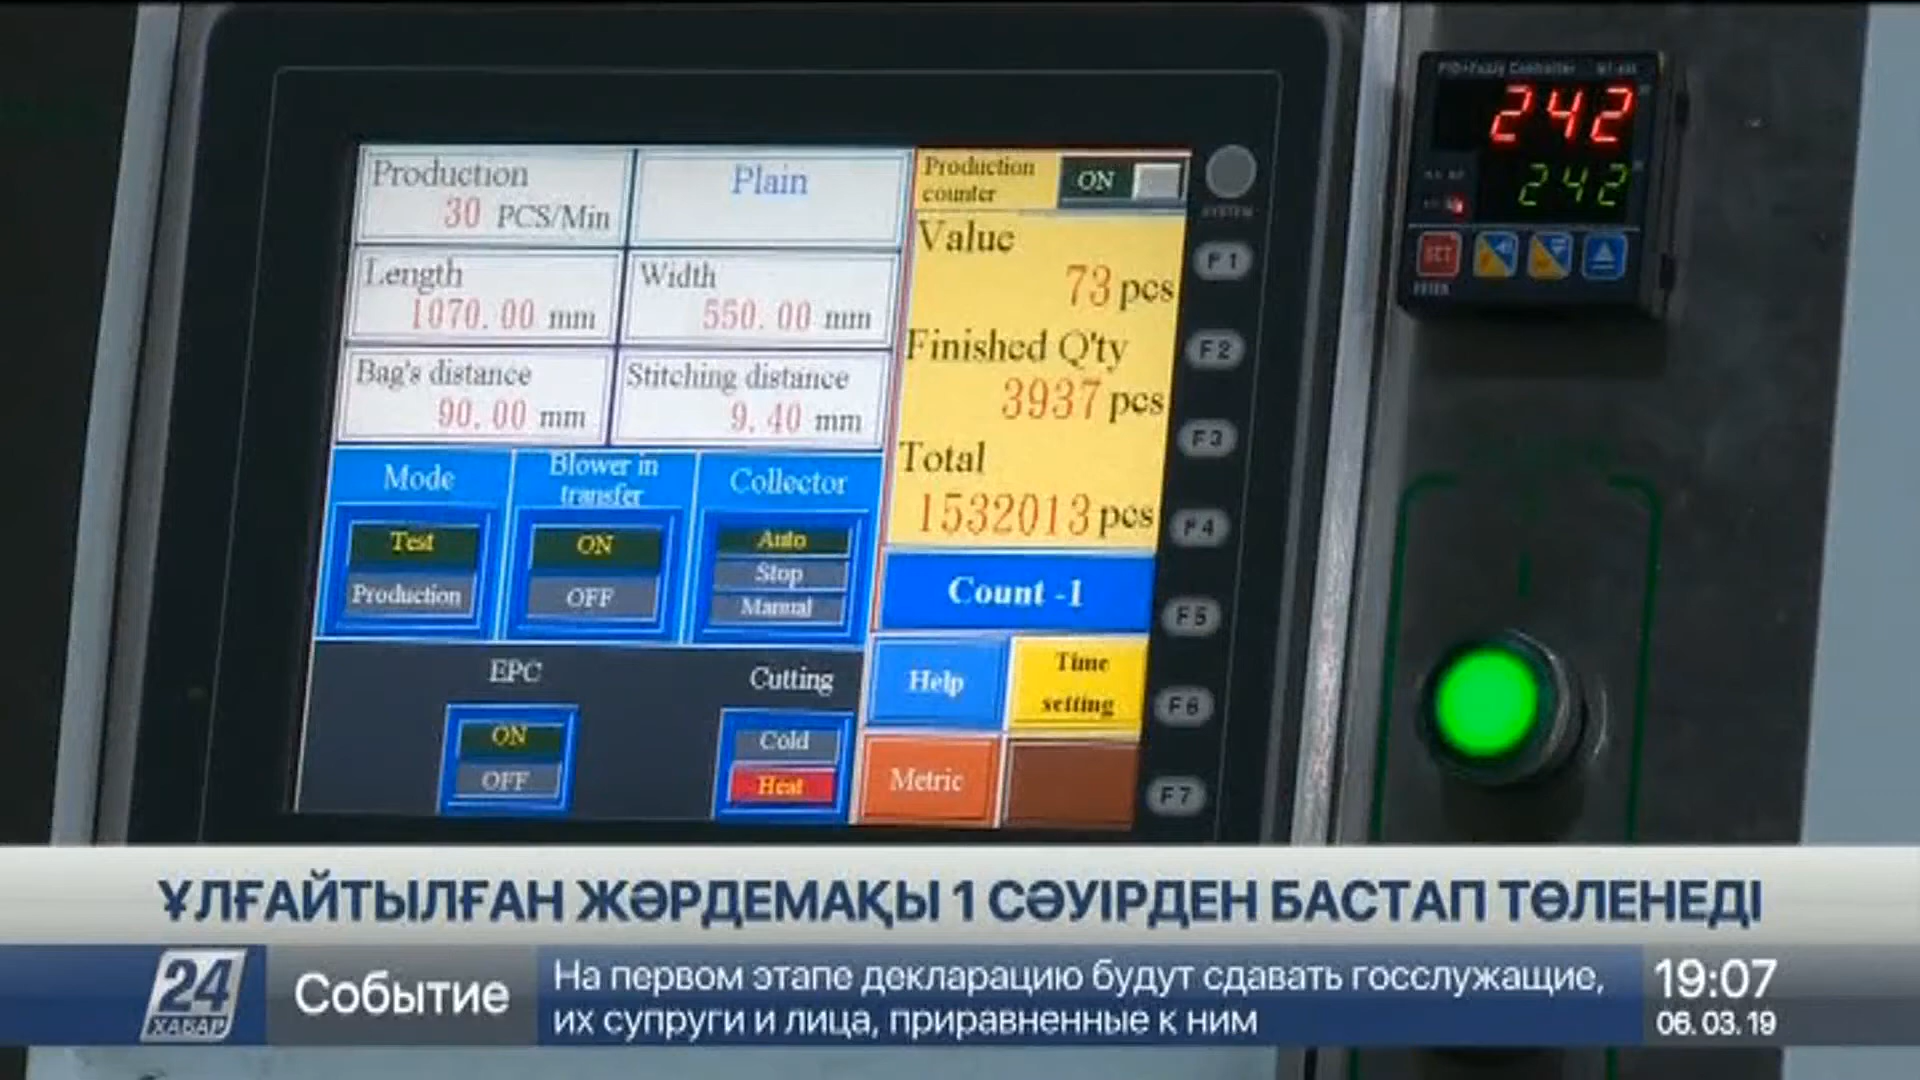 Production
30 PCS/Min
Plain
Length
1070.00 mm
Width
550.00 mm
Bag's distance
90.00 mm
Stitching distance
9.40 mm
Mode
Test
Production
Blower in
transfer
ON
OFF
Collector
Auto
Stop
Manual
EPC
ON
OFF
Cutting
Cold
Heat
Production
counter
ON
Value
73 pcs
Finished Q'ty
3937 pcs
Total
1532013 pcs
Count -1
Help
Time
setting
Metric
SYSTEM
F1
F2
F3
F4
F5
F6
F7
PID+Fuzzy Controller
242
242
SET
ҰЛҒАЙТЫЛҒАН ЖӘРДЕМАҚЫ 1 СӘУІРДЕН БАСТАП ТӨЛЕНЕДІ
24
ХАБАР
Событие
На первом этапе декларацию будут сдавать госслужащие,
их супруги и лица, приравненные к ним
19:07
06.03.19